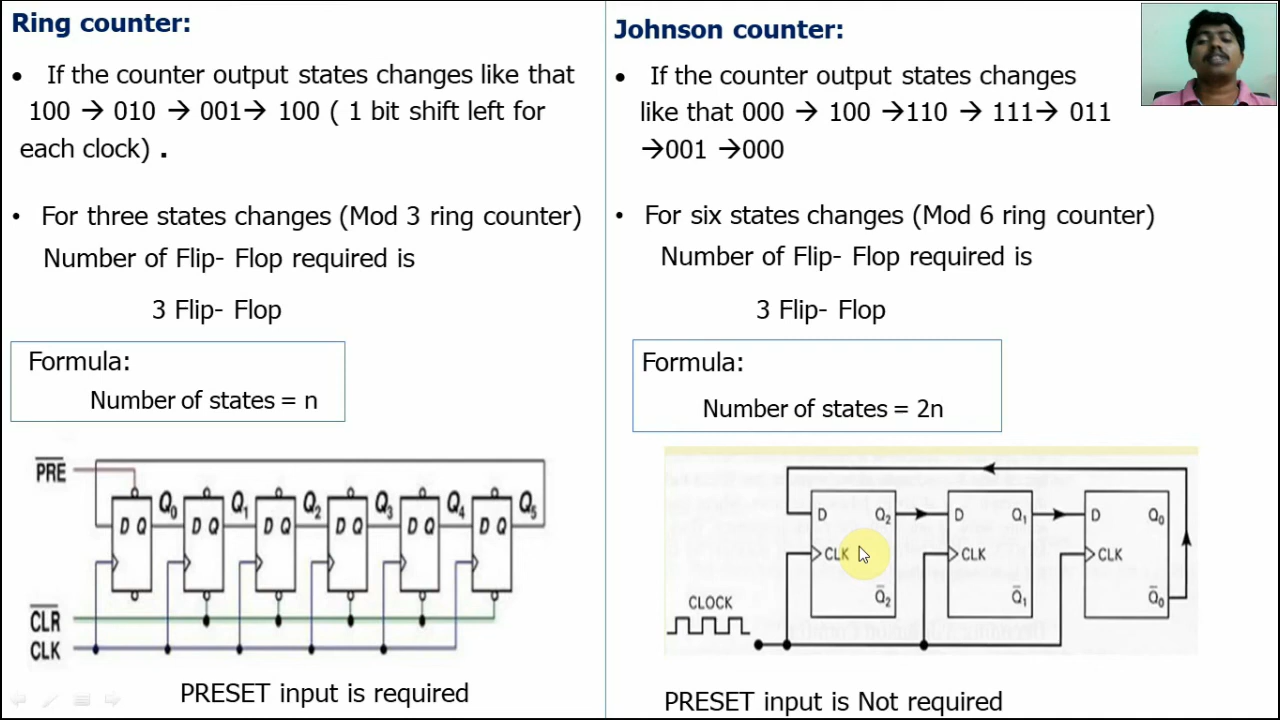 Ring counter:
• If the counter output states changes like that
100 → 010 → 001→ 100 ( 1 bit shift left for
each clock) .
• For three states changes (Mod 3 ring counter)
Number of Flip- Flop required is
3 Flip- Flop
Formula:
Number of states = n
PRE
Q0 Q1 Q2 Q3 Q4 Q5
D Q D Q D Q D Q D Q D Q
CLR
CLK
PRESET input is required
Johnson counter:
• If the counter output states changes
like that 000 → 100 →110 → 111→ 011
→001 →000
• For six states changes (Mod 6 ring counter)
Number of Flip- Flop required is
3 Flip- Flop
Formula:
Number of states = 2n
D Q2 D Q1 D Q0
CLK CLK CLK
Q̅2 Q̅1 Q̅0
CLOCK
PRESET input is Not required